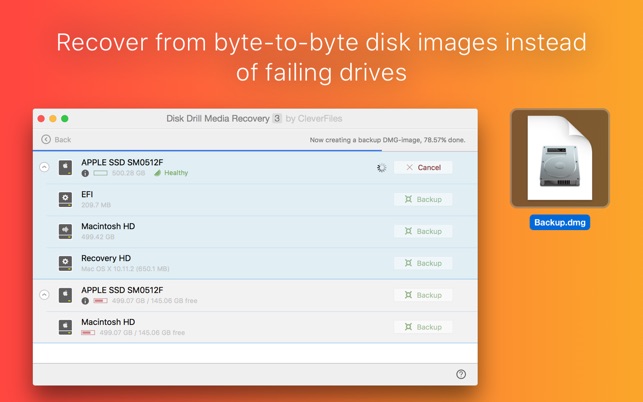 Recover from byte-to-byte disk images instead
of failing drives
Disk Drill Media Recovery 3 by CleverFiles
Back
Now creating a backup DMG-image, 78.57% done.
APPLE SSD SM0512F
500.28 GB Healthy
Cancel
EFI
209.7 MB
Backup
Macintosh HD
499.42 GB
Backup
Recovery HD
Mac OS X 10.11.2 (650.1 MB)
Backup
APPLE SSD SM0512F
499.07 GB / 145.06 GB free
Backup
Macintosh HD
499.07 GB / 145.06 GB free
Backup
Backup.dmg